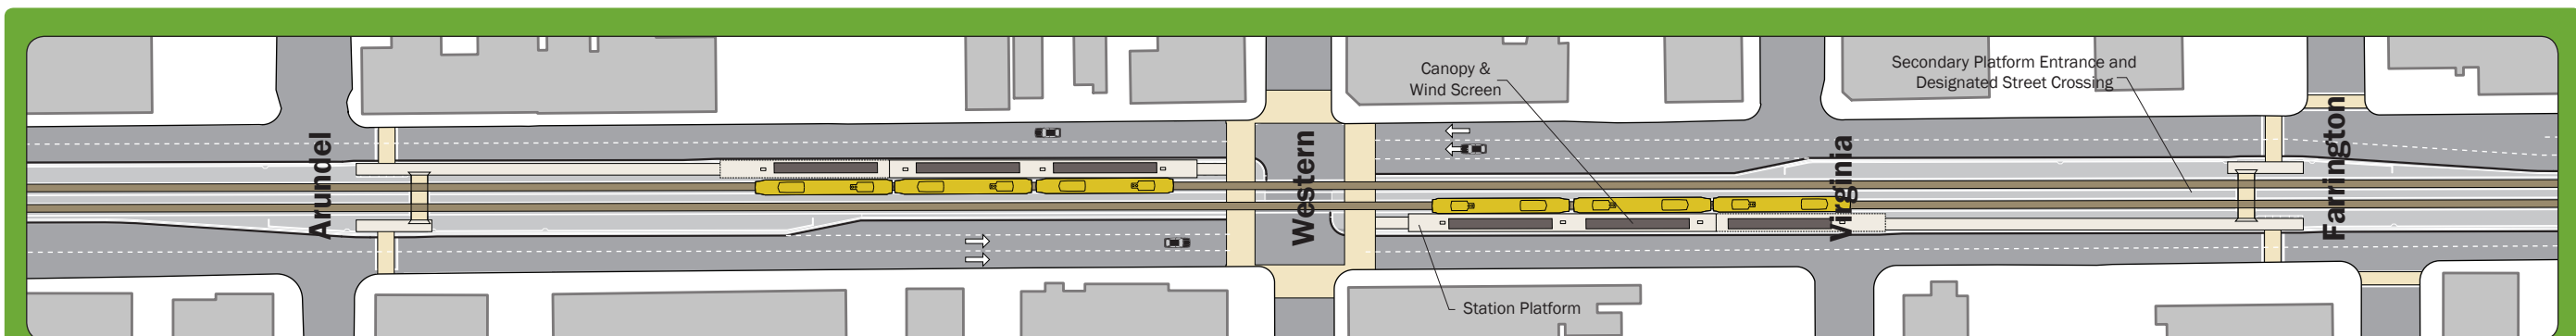 Arundel
Western
Canopy &
Wind Screen
Station Platform
Virginia
Secondary Platform Entrance and
Designated Street Crossing
Farrington